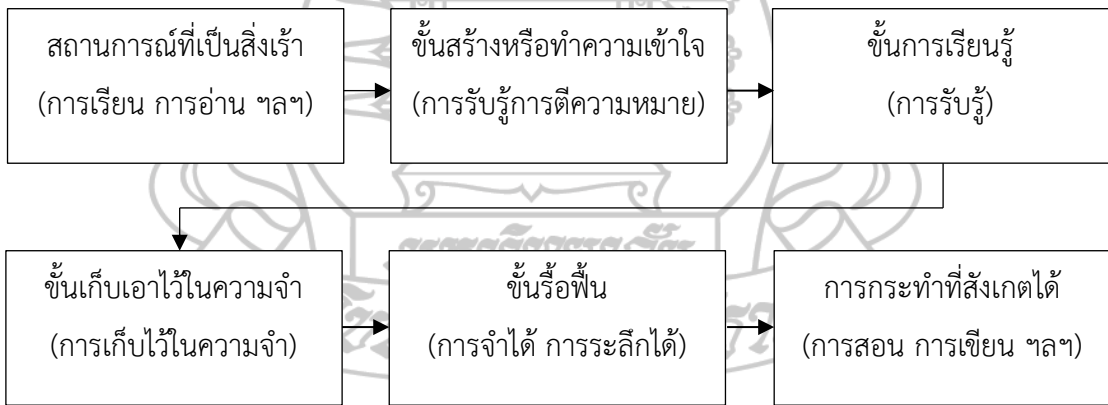 สถานการณ์ที่เป็นสิ่งเร้า
(การเรียน การอ่าน ฯลฯ)
ขั้นสร้างหรือทำความเข้าใจ
(การรับรู้การตีความหมาย)
ขั้นการเรียนรู้
(การรับรู้)
ขั้นเก็บเอาไว้ในความจำ
(การเก็บไว้ในความจำ)
ขั้นรื้อฟื้น
(การจำได้ การระลึกได้)
การกระทำที่สังเกตได้
(การสอน การเขียน ฯลฯ)